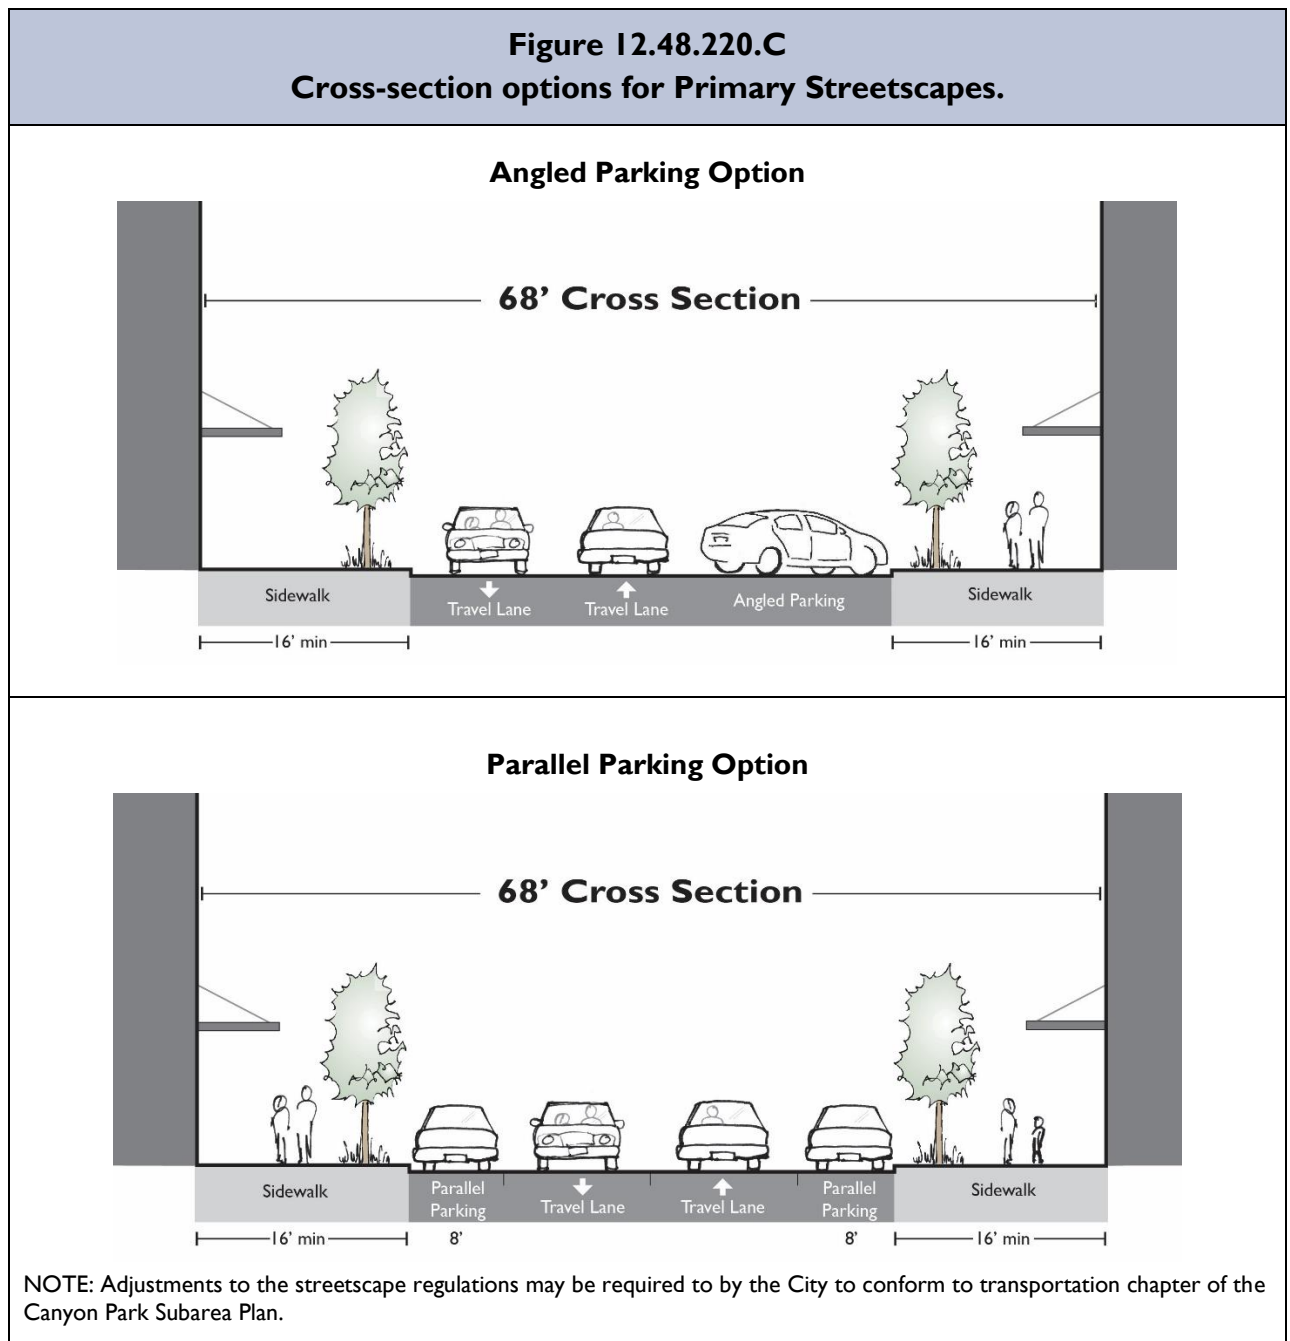 Figure 12.48.220.C
Cross-section options for Primary Streetscapes.
Angled Parking Option
68’ Cross Section
Sidewalk
Travel Lane
Travel Lane
Angled Parking
Sidewalk
16’ min
16’ min
Parallel Parking Option
68’ Cross Section
Sidewalk
Parallel
Parking
Travel Lane
Travel Lane
Parallel
Parking
Sidewalk
16’ min
8’
8’
16’ min
NOTE: Adjustments to the streetscape regulations may be required to by the City to conform to transportation chapter of the
Canyon Park Subarea Plan.